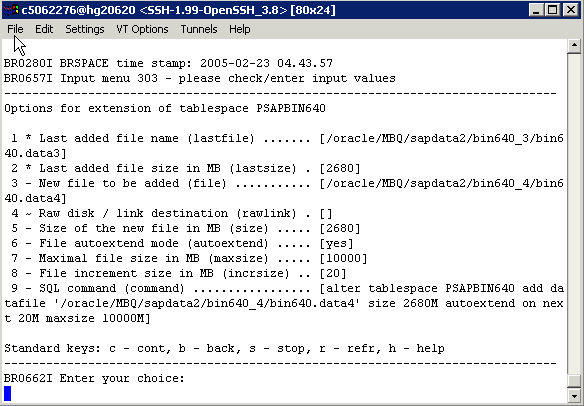 c5062276@hg20620 <SSH-1.99-OpenSSH_3.8> [80x24]
File Edit Settings VT Options Tunnels Help
BR0280I BRSPACE time stamp: 2005-02-23 04.43.57
BR0657I Input menu 303 - please check/enter input values
-------------------------------------------------------------------------------
Options for extension of tablespace PSAPBIN640
1 * Last added file name (lastfile) ....... [/oracle/MBQ/sapdata2/bin640_3/bin6
40.data3]
2 * Last added file size in MB (lastsize) . [2680]
3 - New file to be added (file) ........... [/oracle/MBQ/sapdata2/bin640_4/bin6
40.data4]
4 ~ Raw disk / link destination (rawlink) . []
5 - Size of the new file in MB (size) ..... [2680]
6 - File autoextend mode (autoextend) ..... [yes]
7 - Maximal file size in MB (maxsize) ..... [10000]
8 - File increment size in MB (incrsize) .. [20]
9 - SQL command (command) ................. [alter tablespace PSAPBIN640 add da
tafile '/oracle/MBQ/sapdata2/bin640_4/bin640.data4' size 2680M autoextend on nex
t 20M maxsize 10000M]
Standard keys: c - cont, b - back, s - stop, r - refr, h - help
-------------------------------------------------------------------------------
BR0662I Enter your choice: